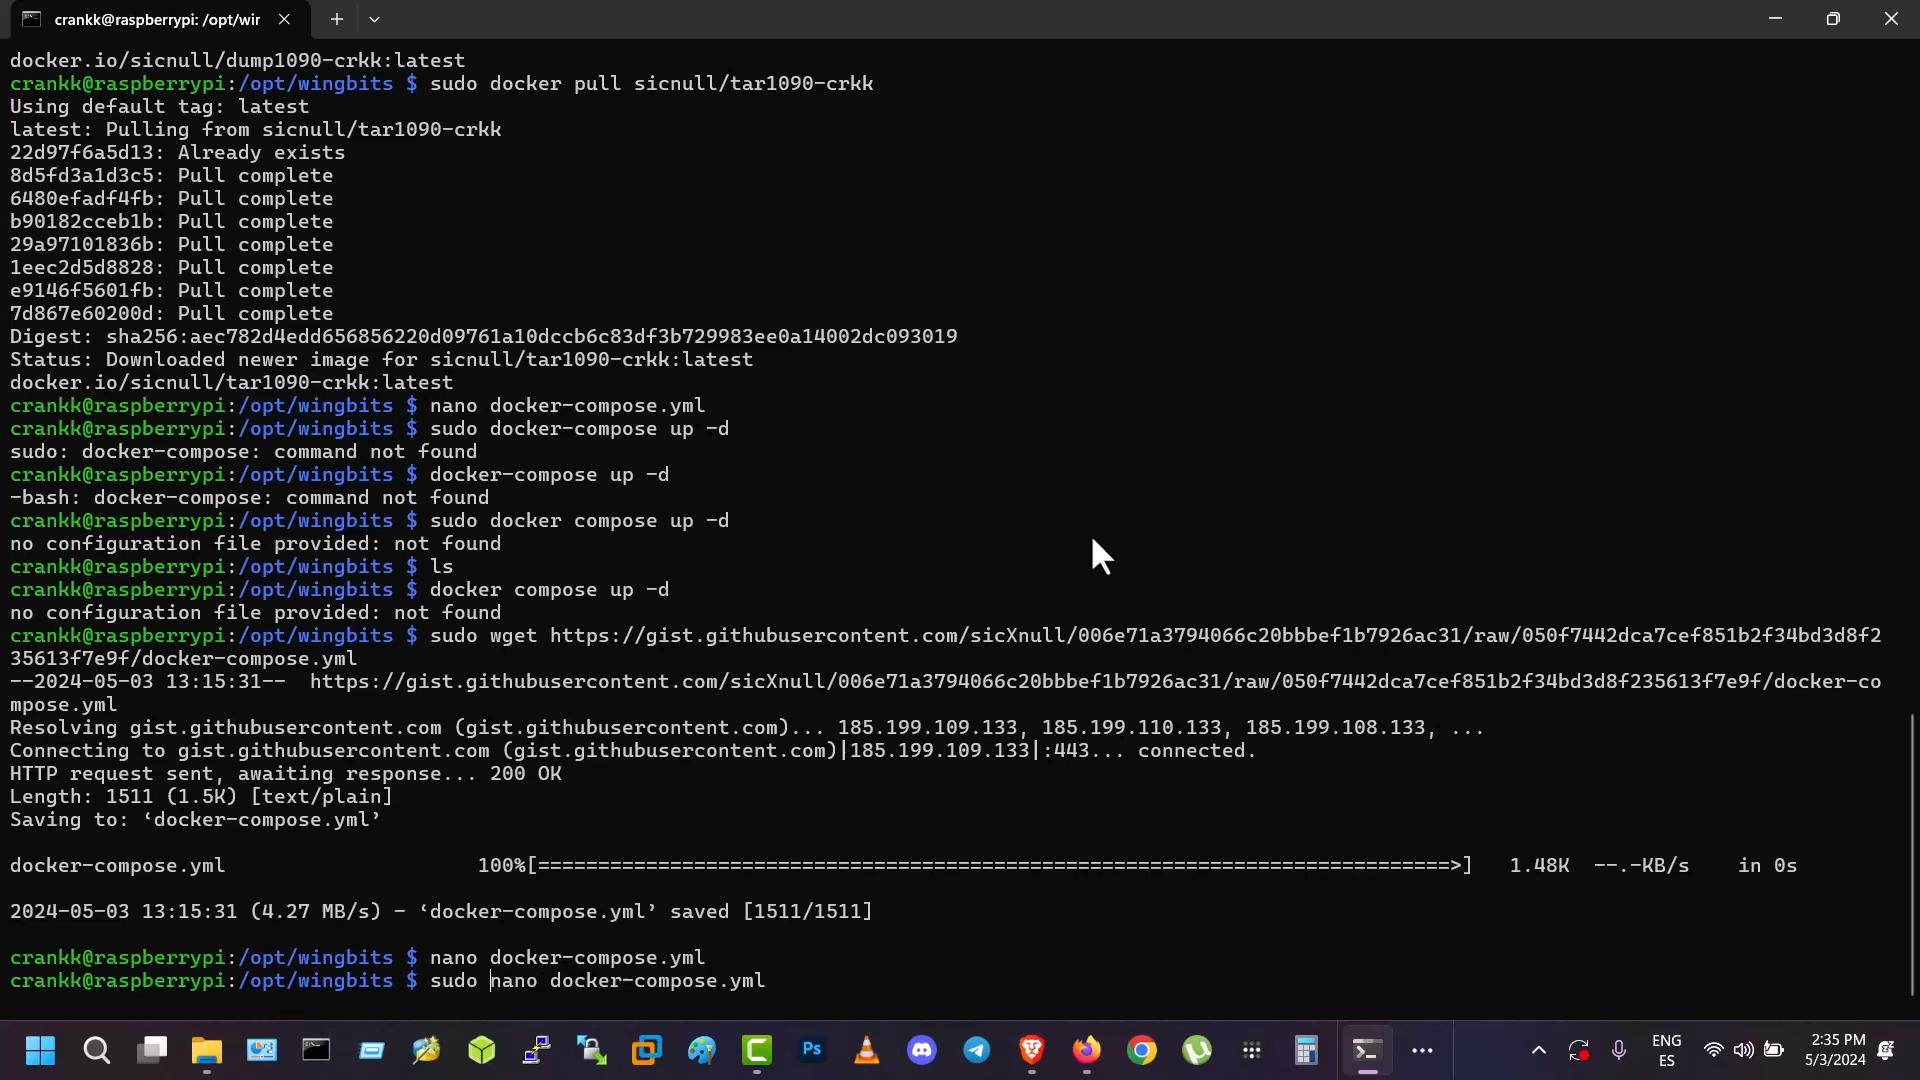 crankk@raspberrypi: /opt/wir
docker.io/sicnull/dump1090-crkk:latest
crankk@raspberrypi:/opt/wingbits $ sudo docker pull sicnull/tar1090-crkk
Using default tag: latest
latest: Pulling from sicnull/tar1090-crkk
22d97f6a5d13: Already exists
8d5fd3a1d3c5: Pull complete
6480efadf4fb: Pull complete
b90182cceb1b: Pull complete
29a97101836b: Pull complete
1eec2d5d8828: Pull complete
e9146f5601fb: Pull complete
7d867e60200d: Pull complete
Digest: sha256:aec782d4edd656856220d09761a10dccb6c83df3b729983ee0a14002dc093019
Status: Downloaded newer image for sicnull/tar1090-crkk:latest
docker.io/sicnull/tar1090-crkk:latest
crankk@raspberrypi:/opt/wingbits $ nano docker-compose.yml
crankk@raspberrypi:/opt/wingbits $ sudo docker-compose up -d
sudo: docker-compose: command not found
crankk@raspberrypi:/opt/wingbits $ docker-compose up -d
-bash: docker-compose: command not found
crankk@raspberrypi:/opt/wingbits $ sudo docker compose up -d
no configuration file provided: not found
crankk@raspberrypi:/opt/wingbits $ ls
crankk@raspberrypi:/opt/wingbits $ docker compose up -d
no configuration file provided: not found
crankk@raspberrypi:/opt/wingbits $ sudo wget https://gist.githubusercontent.com/sicXnull/006e71a3794066c20bbbef1b7926ac31/raw/050f7442dca7cef851b2f34bd3d8f2
35613f7e9f/docker-compose.yml
--2024-05-03 13:15:31--  https://gist.githubusercontent.com/sicXnull/006e71a3794066c20bbbef1b7926ac31/raw/050f7442dca7cef851b2f34bd3d8f235613f7e9f/docker-co
mpose.yml
Resolving gist.githubusercontent.com (gist.githubusercontent.com)... 185.199.109.133, 185.199.110.133, 185.199.108.133, ...
Connecting to gist.githubusercontent.com (gist.githubusercontent.com)|185.199.109.133|:443... connected.
HTTP request sent, awaiting response... 200 OK
Length: 1511 (1.5K) [text/plain]
Saving to: ‘docker-compose.yml’
docker-compose.yml 100%[============================================================================>] 1.48K --.-KB/s in 0s
2024-05-03 13:15:31 (4.27 MB/s) - ‘docker-compose.yml’ saved [1511/1511]
crankk@raspberrypi:/opt/wingbits $ nano docker-compose.yml
crankk@raspberrypi:/opt/wingbits $ sudo nano docker-compose.yml
Ps
ENG
ES
2:35 PM
5/3/2024